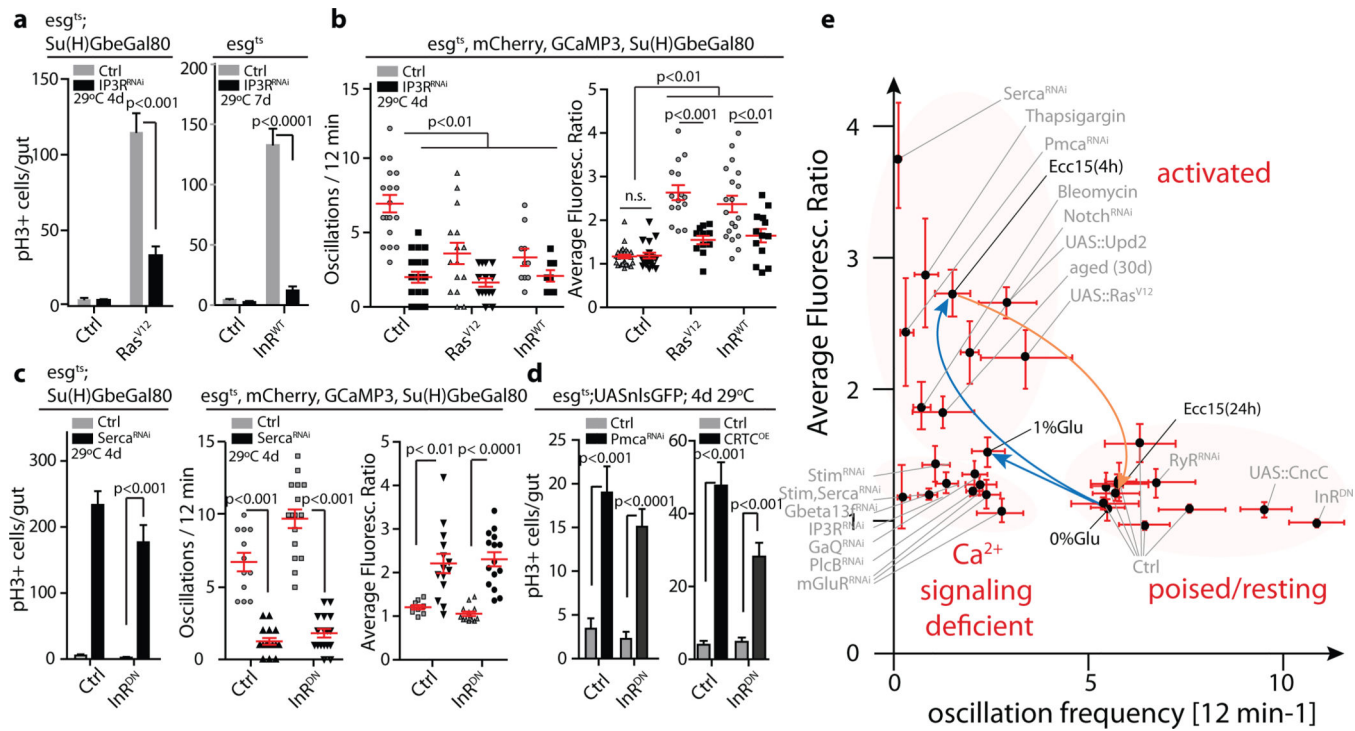 a
esg^ts;
Su(H)GbeGal80
Ctrl
IP3R^RNAi
29ºC 4d
p<0.001
150
100
50
0
pH3+ cells/gut
Ctrl
Ras^V12
esg^ts
Ctrl
IP3R^RNAi
29ºC 7d
p<0.0001
200
150
100
50
0
Ctrl
InR^WT
b
esg^ts, mCherry, GCaMP3, Su(H)GbeGal80
Ctrl
IP3R^RNAi
29ºC 4d
p<0.01
15
10
5
0
Oscillations / 12 min
Ctrl
Ras^V12
InR^WT
p<0.01
p<0.001
p<0.01
n.s.
5
4
3
2
1
0
Average Fluoresc. Ratio
Ctrl
Ras^V12
InR^WT
c
esg^ts;
Su(H)GbeGal80
Ctrl
Serca^RNAi
29ºC 4d
p<0.001
300
200
100
0
pH3+ cells/gut
Ctrl
InR^DN
esg^ts, mCherry, GCaMP3, Su(H)GbeGal80
Ctrl
Serca^RNAi
29ºC 4d
p<0.001
p<0.001
15
10
5
0
Oscillations / 12 min
Ctrl
InR^DN
p<0.01
p<0.0001
5
4
3
2
1
0
Average Fluoresc. Ratio
Ctrl
InR^DN
d
esg^ts;UASnlsGFP; 4d 29ºC
Ctrl
Pmca^RNAi
p<0.001
p<0.001
25
20
15
10
5
0
pH3+ cells/gut
Ctrl
InR^DN
Ctrl
CRTC^OE
p<0.001
p<0.001
60
40
20
0
Ctrl
InR^DN
e
Serca^RNAi
Thapsigargin
Pmca^RNAi
Ecc15(4h)
Bleomycin
Notch^RNAi
UAS::Upd2
aged (30d)
UAS::Ras^V12
activated
Average Fluoresc. Ratio
4
3
2
1
0
1%Glu
Ecc15(24h)
RyR^RNAi
UAS::CncC
InR^DN
Stim^RNAi
Stim,Serca^RNAi
Gbeta13f^RNAi
IP3R^RNAi
GaQ^RNAi
PlcB^RNAi
mGluR^RNAi
0%Glu
Ctrl
Ca^2+
signaling
deficient
poised/resting
0
5
10
oscillation frequency [12 min-1]